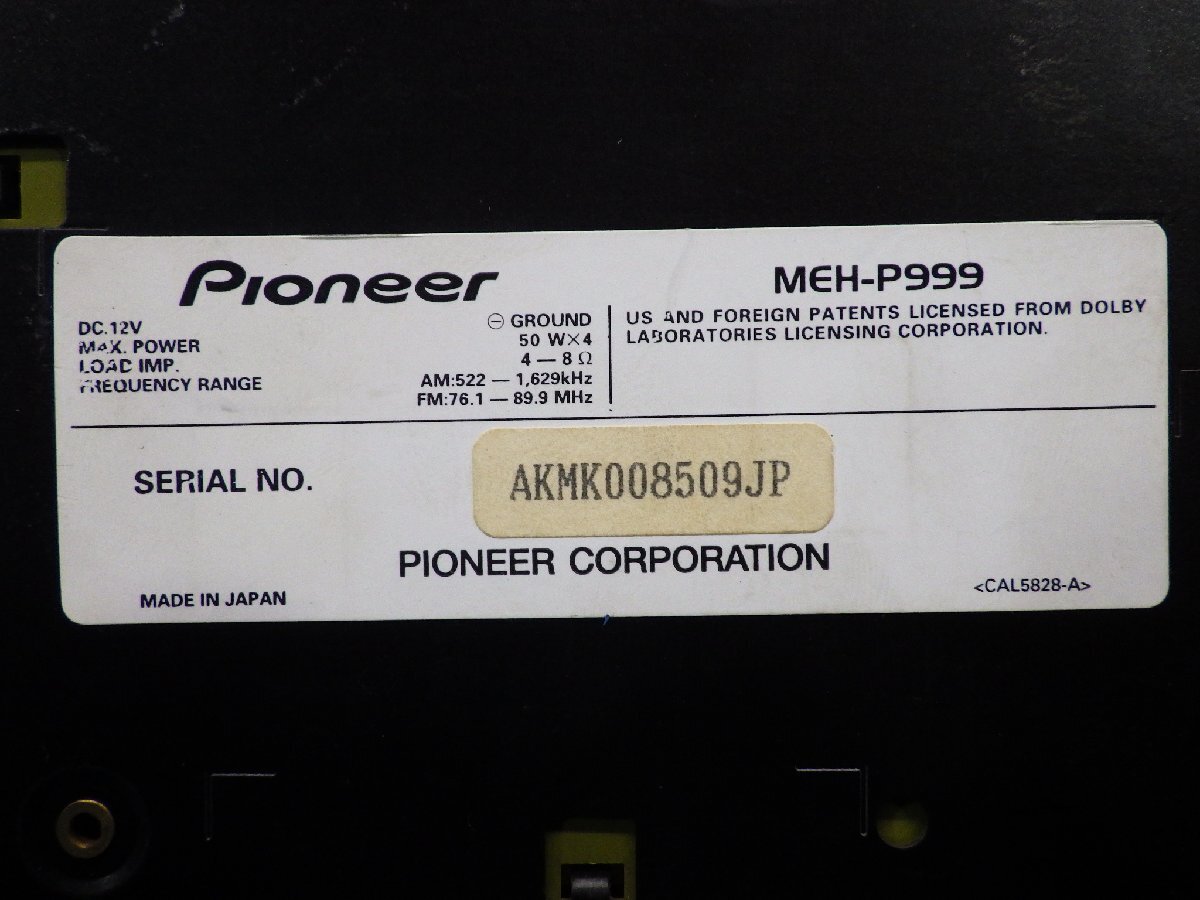 Pioneer
MEH-P999
DC.12V ⊖ GROUND
MAX. POWER 50 W×4
LOAD IMP. 4 — 8 Ω
FREQUENCY RANGE AM:522 — 1,629kHz
FM:76.1 — 89.9 MHz
US AND FOREIGN PATENTS LICENSED FROM DOLBY
LABORATORIES LICENSING CORPORATION.
SERIAL NO. AKMK008509JP
PIONEER CORPORATION
MADE IN JAPAN <CAL5828-A>